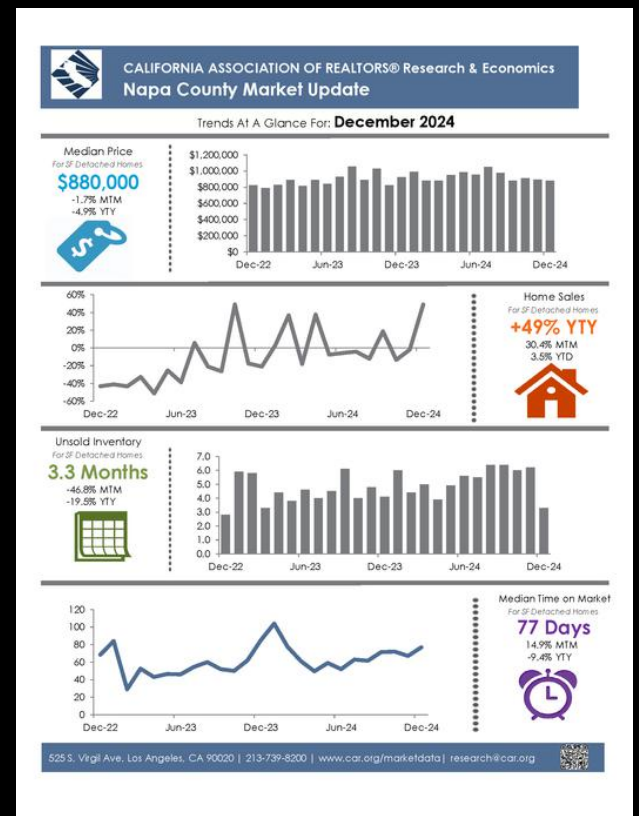 CALIFORNIA ASSOCIATION OF REALTORS® Research & Economics
Napa County Market Update
Trends At A Glance For: December 2024
Median Price
For SF Detached Homes
$880,000
-1.7% MTM
-4.9% YTY
$
$1,200,000
$1,000,000
$800,000
$600,000
$400,000
$200,000
$0
Dec-22 Jun-23 Dec-23 Jun-24 Dec-24
60%
40%
20%
0%
-20%
-40%
-60%
Dec-22 Jun-23 Dec-23 Jun-24 Dec-24
Home Sales
For SF Detached Homes
+49% YTY
30.4% MTM
3.5% YTD
Unsold Inventory
For SF Detached Homes
3.3 Months
-46.8% MTM
-19.5% YTY
7.0
6.0
5.0
4.0
3.0
2.0
1.0
0.0
Dec-22 Jun-23 Dec-23 Jun-24 Dec-24
120
100
80
60
40
20
0
Dec-22 Jun-23 Dec-23 Jun-24 Dec-24
Median Time on Market
For SF Detached Homes
77 Days
14.9% MTM
-9.4% YTY
525 S. Virgil Ave, Los Angeles, CA 90020 | 213-739-8200 | www.car.org/marketdata| research@car.org